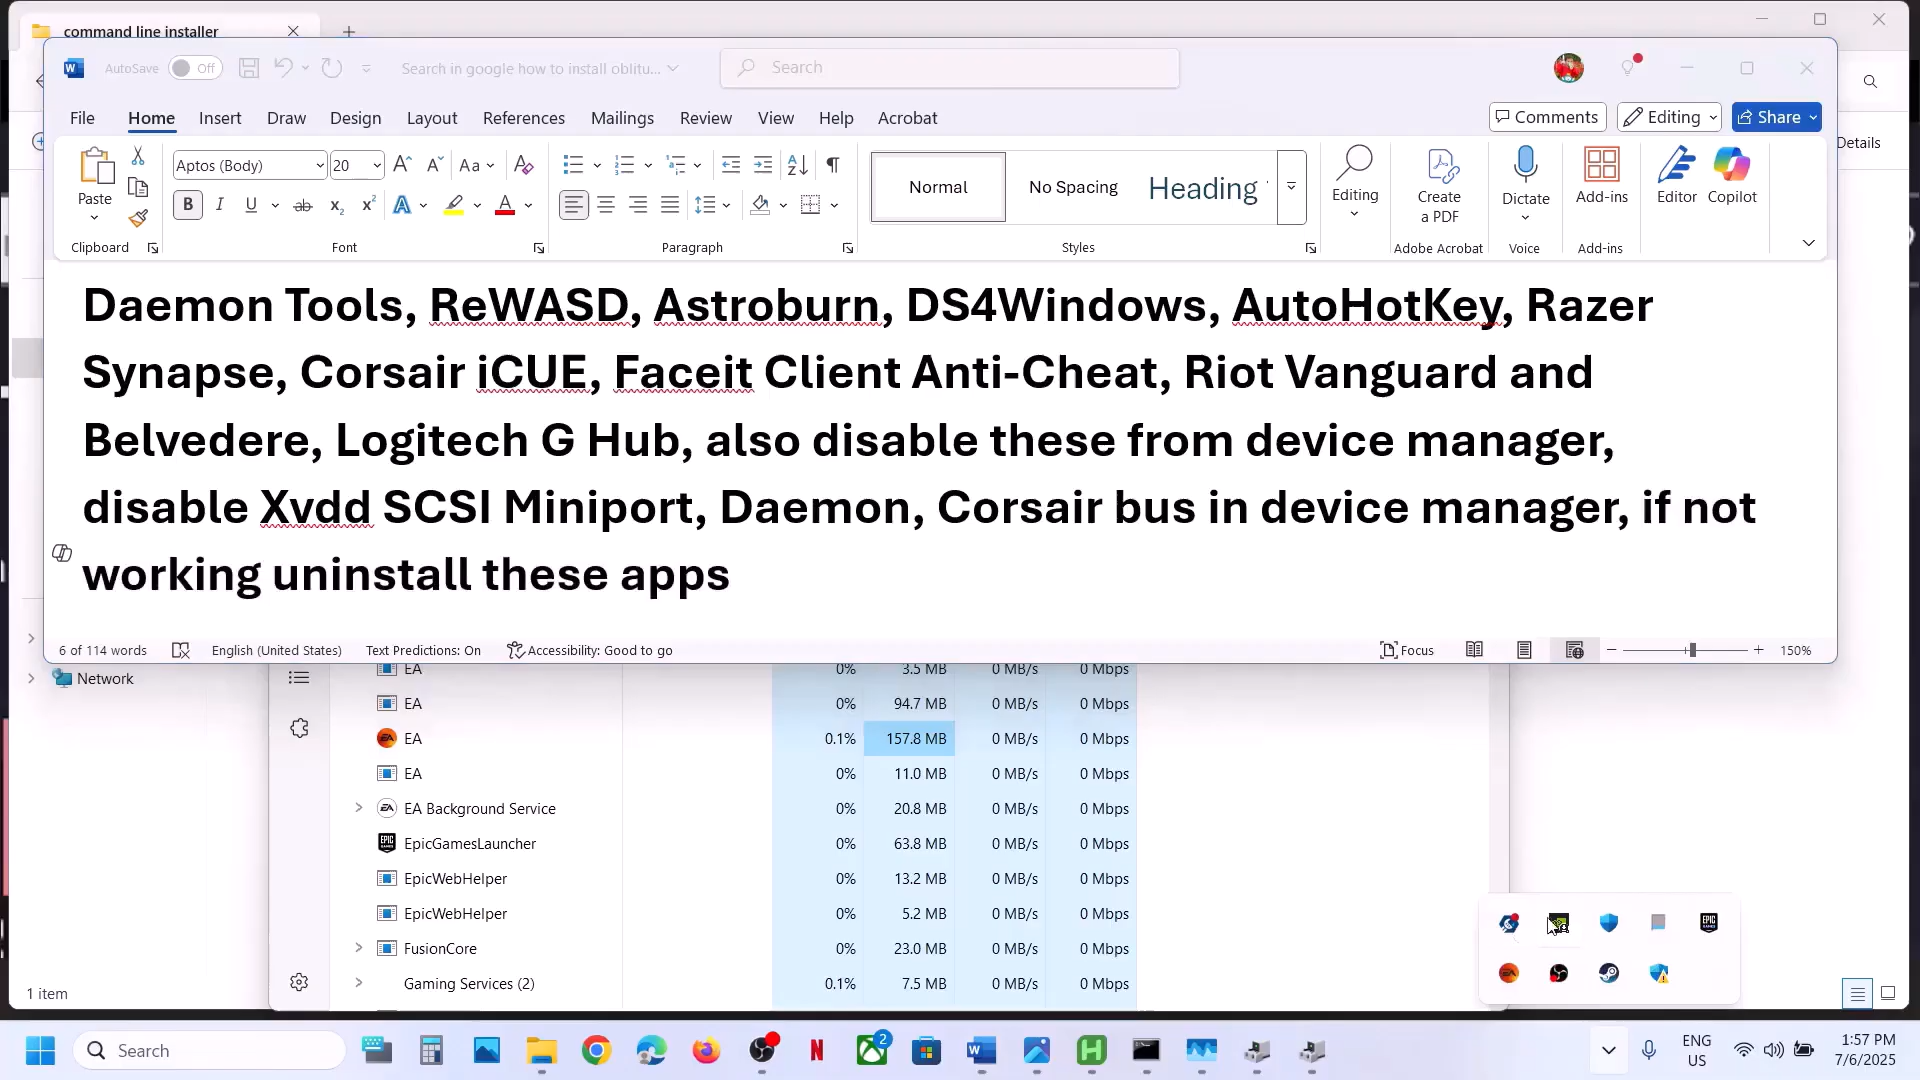 command line installer
AutoSave
Off
Search in google how to install oblitu...
Search
File
Home
Insert
Draw
Design
Layout
References
Mailings
Review
View
Help
Acrobat
Comments
Editing
Share
Details
Aptos (Body)
20
Paste
Clipboard
Font
Paragraph
Normal
No Spacing
Heading
Styles
Editing
Create
a PDF
Adobe Acrobat
Dictate
Voice
Add-ins
Add-ins
Editor
Copilot
Daemon Tools, ReWASD, Astroburn, DS4Windows, AutoHotKey, Razer
Synapse, Corsair iCUE, Faceit Client Anti-Cheat, Riot Vanguard and
Belvedere, Logitech G Hub, also disable these from device manager,
disable Xvdd SCSI Miniport, Daemon, Corsair bus in device manager, if not
working uninstall these apps
6 of 114 words
English (United States)
Text Predictions: On
Accessibility: Good to go
Focus
150%
Network
EA 0% 3.5 MB 0 MB/s 0 Mbps
EA 0% 94.7 MB 0 MB/s 0 Mbps
EA 0.1% 157.8 MB 0 MB/s 0 Mbps
EA 0% 11.0 MB 0 MB/s 0 Mbps
EA Background Service 0% 20.8 MB 0 MB/s 0 Mbps
EpicGamesLauncher 0% 63.8 MB 0 MB/s 0 Mbps
EpicWebHelper 0% 13.2 MB 0 MB/s 0 Mbps
EpicWebHelper 0% 5.2 MB 0 MB/s 0 Mbps
FusionCore 0% 23.0 MB 0 MB/s 0 Mbps
Gaming Services (2) 0.1% 7.5 MB 0 MB/s 0 Mbps
1 item
Search
2
ENG
US
1:57 PM
7/6/2025